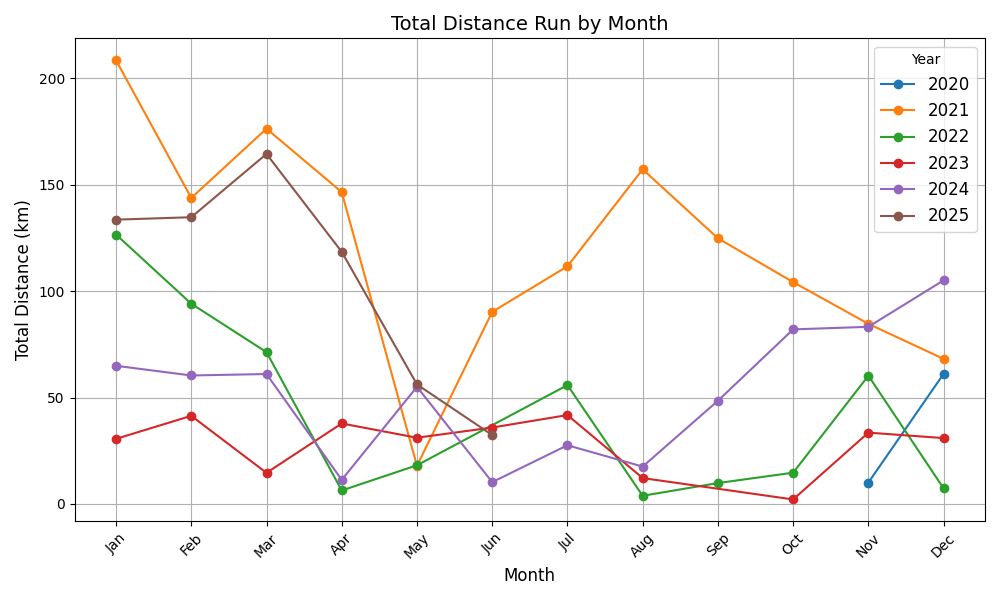 Total Distance Run by Month
Total Distance (km)
200
150
100
50
0
Year
2020
2021
2022
2023
2024
2025
Jan
Feb
Mar
Apr
May
Jun
Jul
Aug
Sep
Oct
Nov
Dec
Month